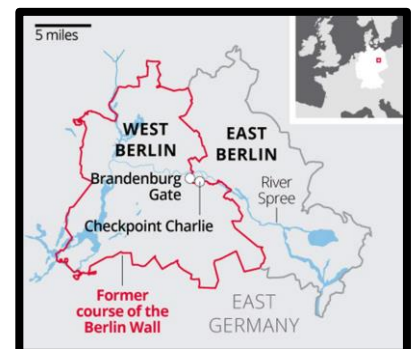 5 miles
WEST
BERLIN
EAST
BERLIN
Brandenburg
Gate
River
Spree
Checkpoint Charlie
Former
course of the
Berlin Wall
EAST
GERMANY